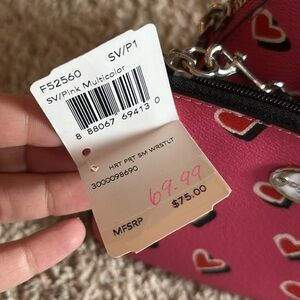 F52560 SV/P1
SV/Pink Multicolor
8 88067 69413 0
HRT PRT SM WRSTLT
3000098690
69.99
MFSRP $75.00